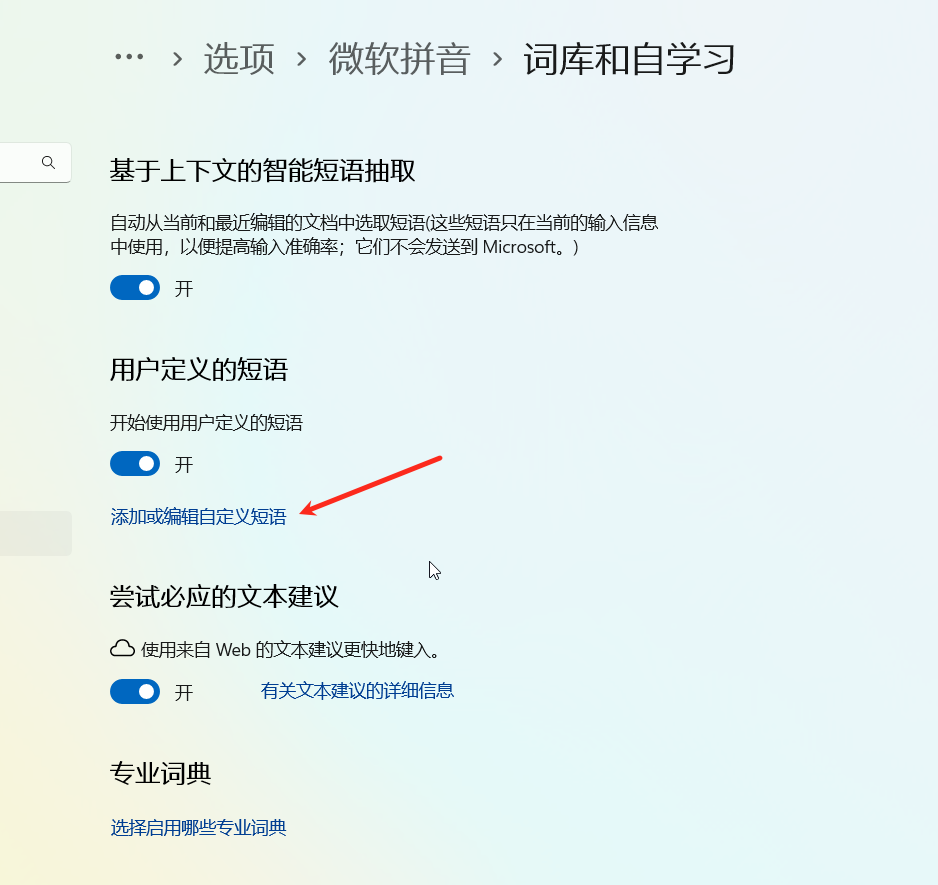 … > 选项 > 微软拼音 > 词库和自学习
基于上下文的智能短语抽取
自动从当前和最近编辑的文档中选取短语(这些短语只在当前的输入信息
中使用，以便提高输入准确率；它们不会发送到 Microsoft。)
开
用户定义的短语
开始使用用户定义的短语
开
添加或编辑自定义短语
尝试必应的文本建议
使用来自 Web 的文本建议更快地键入。
开 有关文本建议的详细信息
专业词典
选择启用哪些专业词典